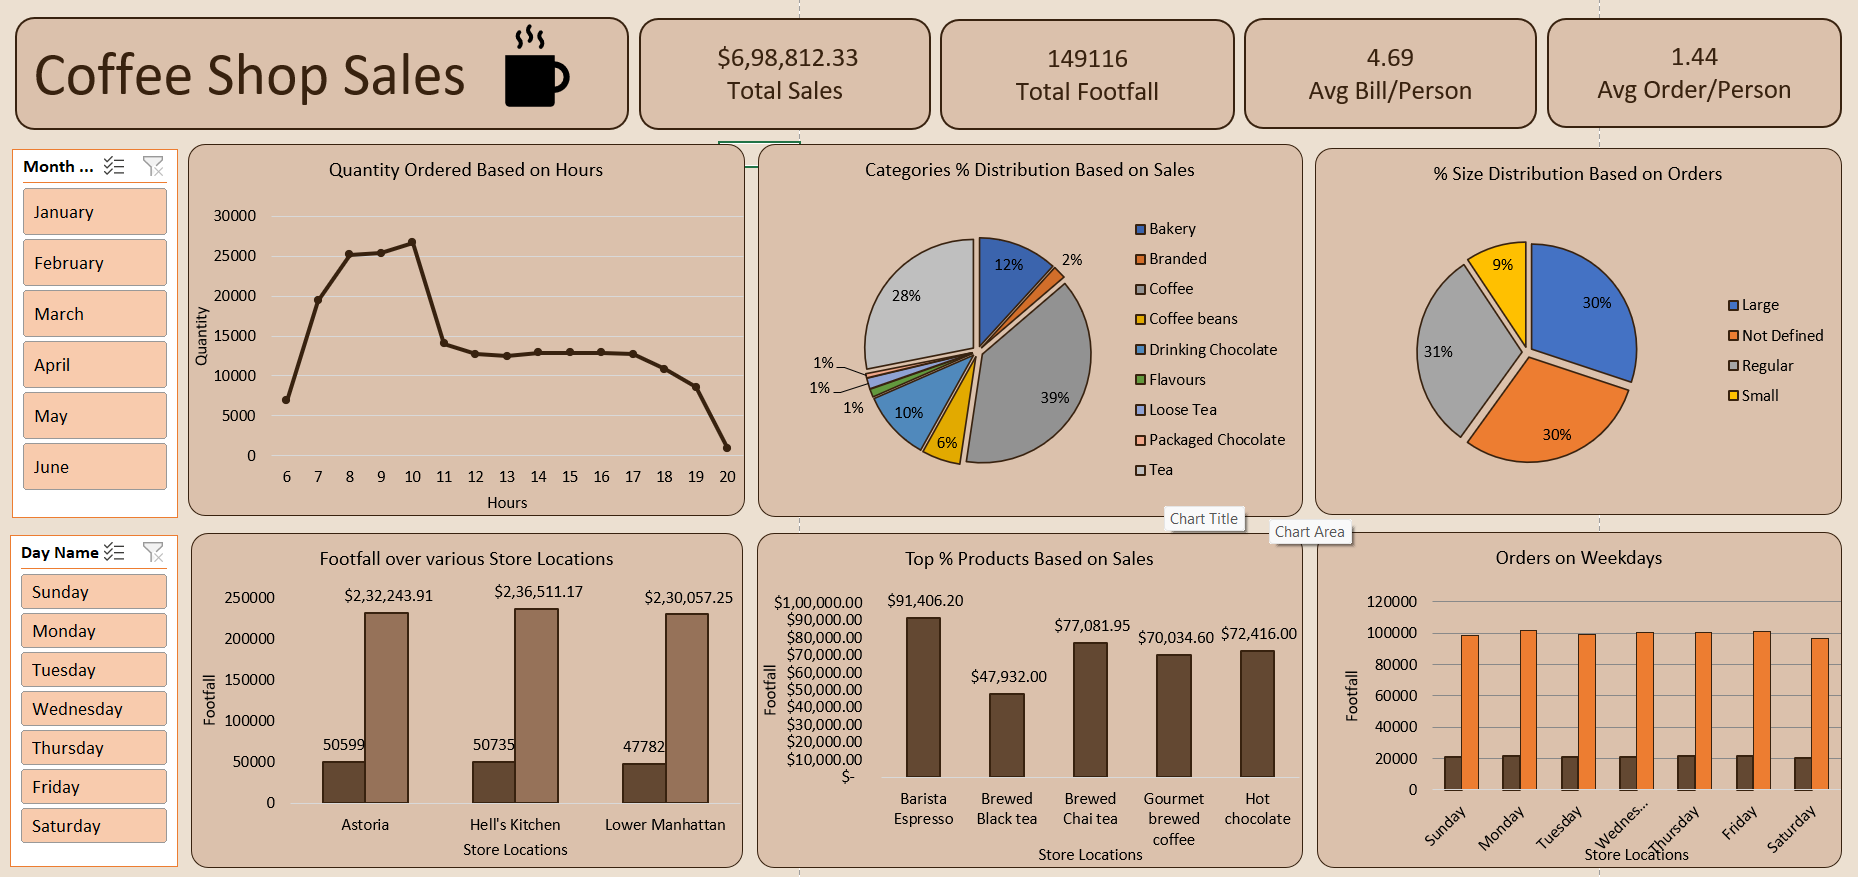 Coffee Shop Sales
$6,98,812.33
Total Sales
149116
Total Footfall
4.69
Avg Bill/Person
1.44
Avg Order/Person
Month ...
January
February
March
April
May
June
Quantity Ordered Based on Hours
30000
25000
20000
15000
10000
5000
0
Quantity
6 7 8 9 10 11 12 13 14 15 16 17 18 19 20
Hours
Categories % Distribution Based on Sales
12%
2%
28%
1%
1%
1%
10%
6%
39%
Bakery
Branded
Coffee
Coffee beans
Drinking Chocolate
Flavours
Loose Tea
Packaged Chocolate
Tea
Chart Title
% Size Distribution Based on Orders
9%
30%
31%
30%
Large
Not Defined
Regular
Small
Chart Area
Day Name
Sunday
Monday
Tuesday
Wednesday
Thursday
Friday
Saturday
Footfall over various Store Locations
250000
200000
150000
100000
50000
0
Footfall
$2,32,243.91
$2,36,511.17
$2,30,057.25
50599
50735
47782
Astoria
Hell's Kitchen
Lower Manhattan
Store Locations
Top % Products Based on Sales
$1,00,000.00
$90,000.00
$80,000.00
$70,000.00
$60,000.00
$50,000.00
$40,000.00
$30,000.00
$20,000.00
$10,000.00
$-
Footfall
$91,406.20
$47,932.00
$77,081.95
$70,034.60
$72,416.00
Barista
Espresso
Brewed
Black tea
Brewed
Chai tea
Gourmet
brewed
coffee
Hot
chocolate
Store Locations
Orders on Weekdays
120000
100000
80000
60000
40000
20000
0
Footfall
Sunday
Monday
Tuesday
Wednes...
Thursday
Friday
Saturday
Store Locations